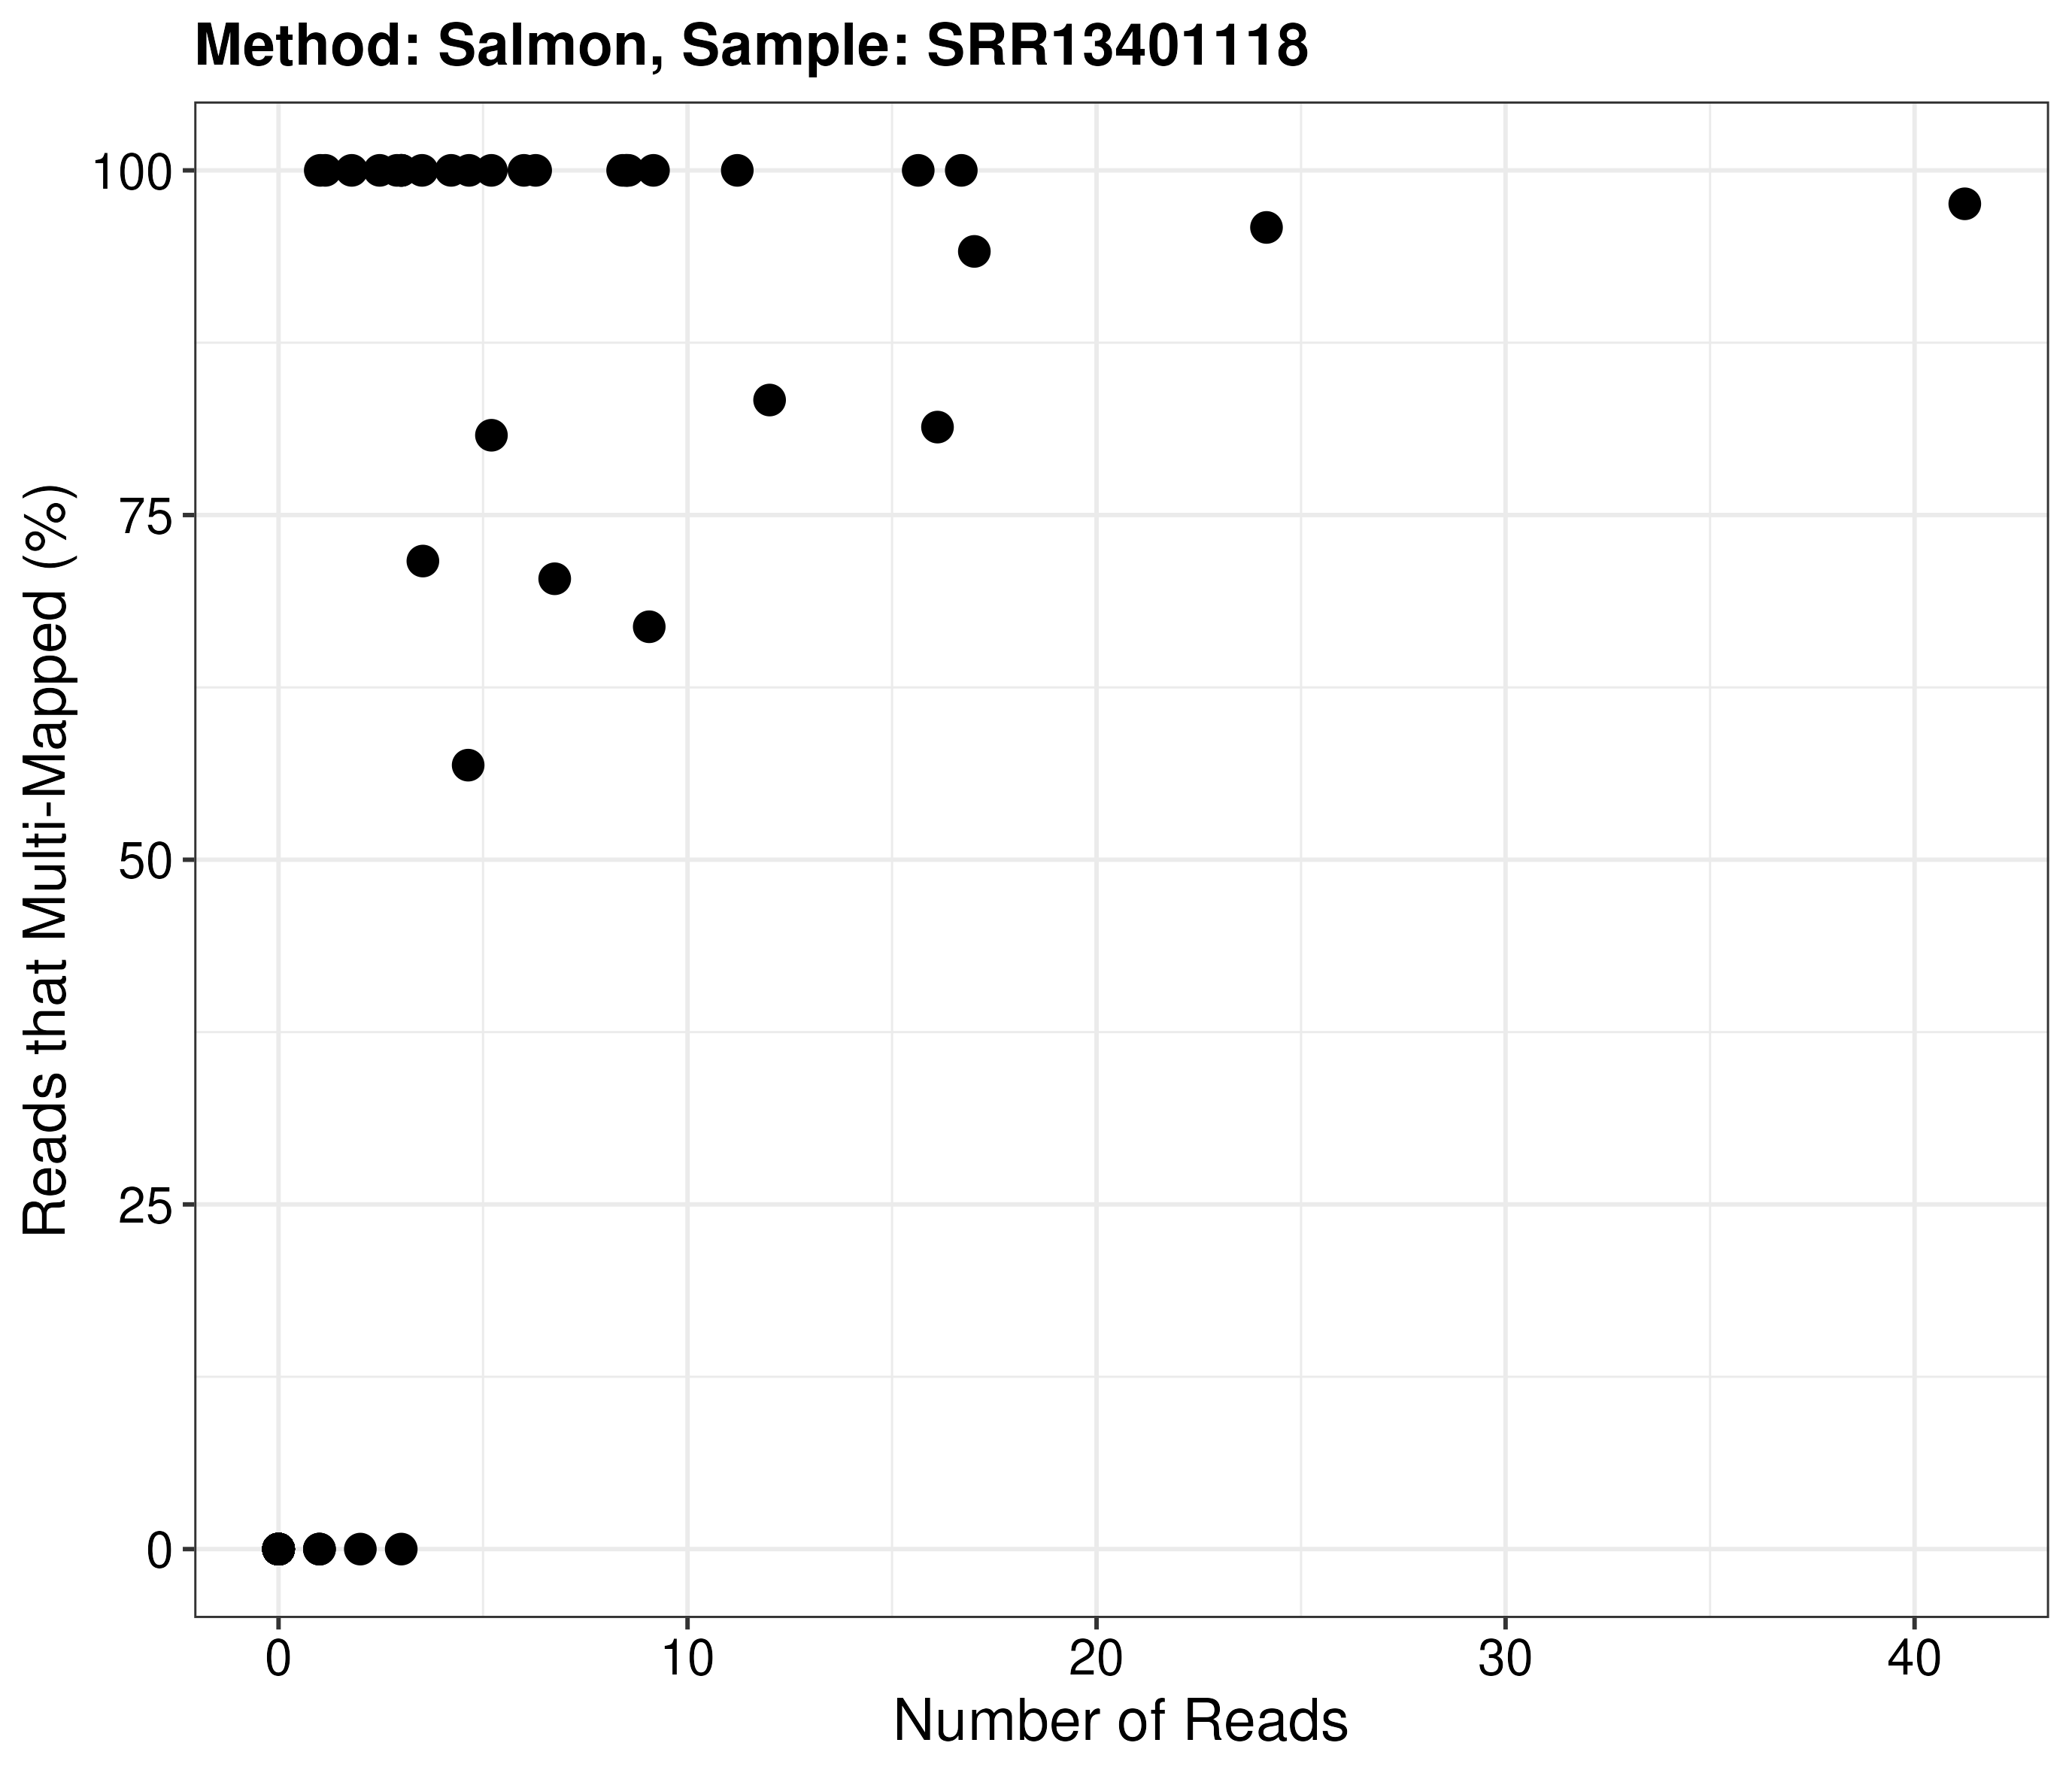 Method: Salmon, Sample: SRR13401118
Reads that Multi-Mapped (%)
100
75
50
25
0
0 10 20 30 40
Number of Reads